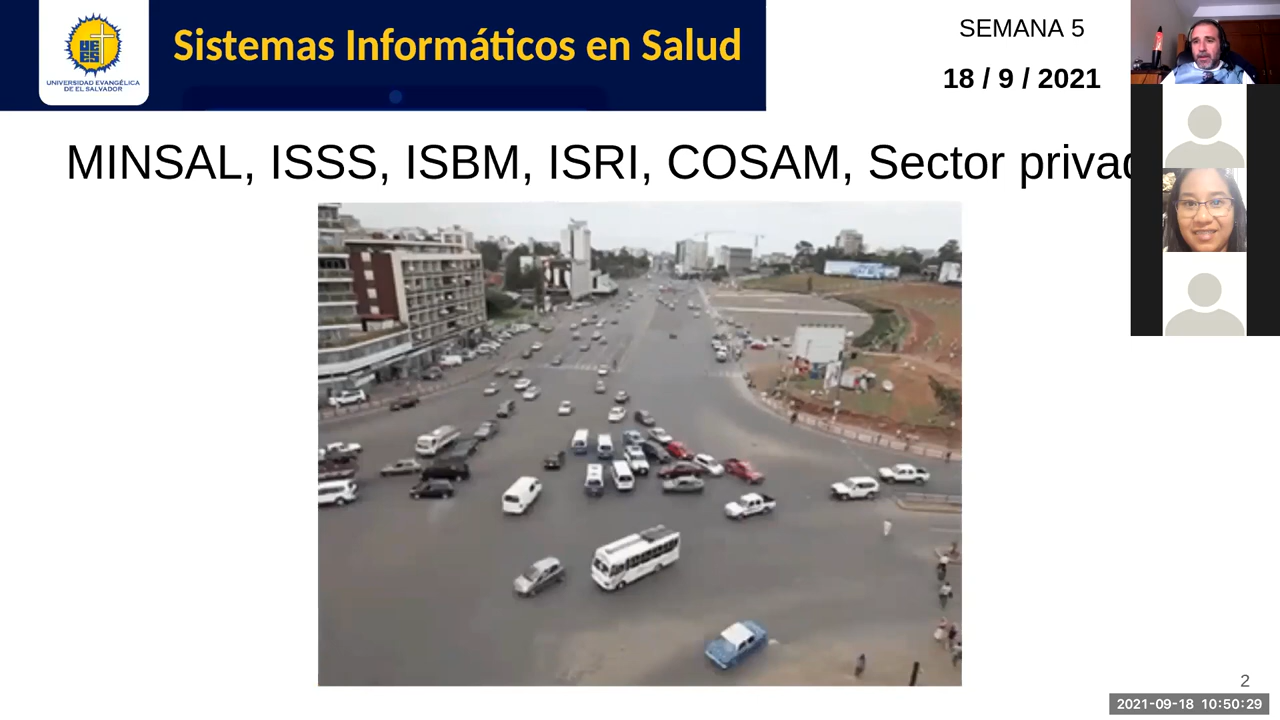 Sistemas Informáticos en Salud
UNIVERSIDAD EVANGÉLICA
DE EL SALVADOR
SEMANA 5
18 / 9 / 2021
MINSAL, ISSS, ISBM, ISRI, COSAM, Sector privad
2
2021-09-18 10:50:29